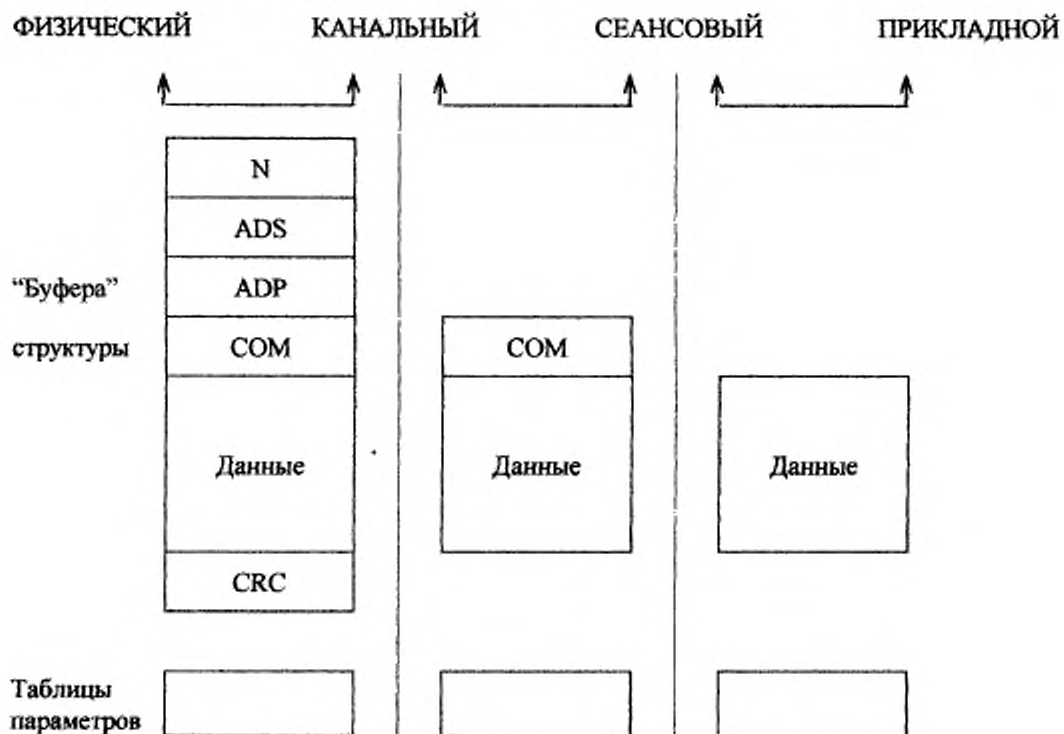 ФИЗИЧЕСКИЙ КАНАЛЬНЫЙ СЕАНСОВЫЙ ПРИКЛАДНОЙ
N
ADS
“Буфера” ADP
структуры COM COM
Данные Данные Данные
CRC
Таблицы
параметров